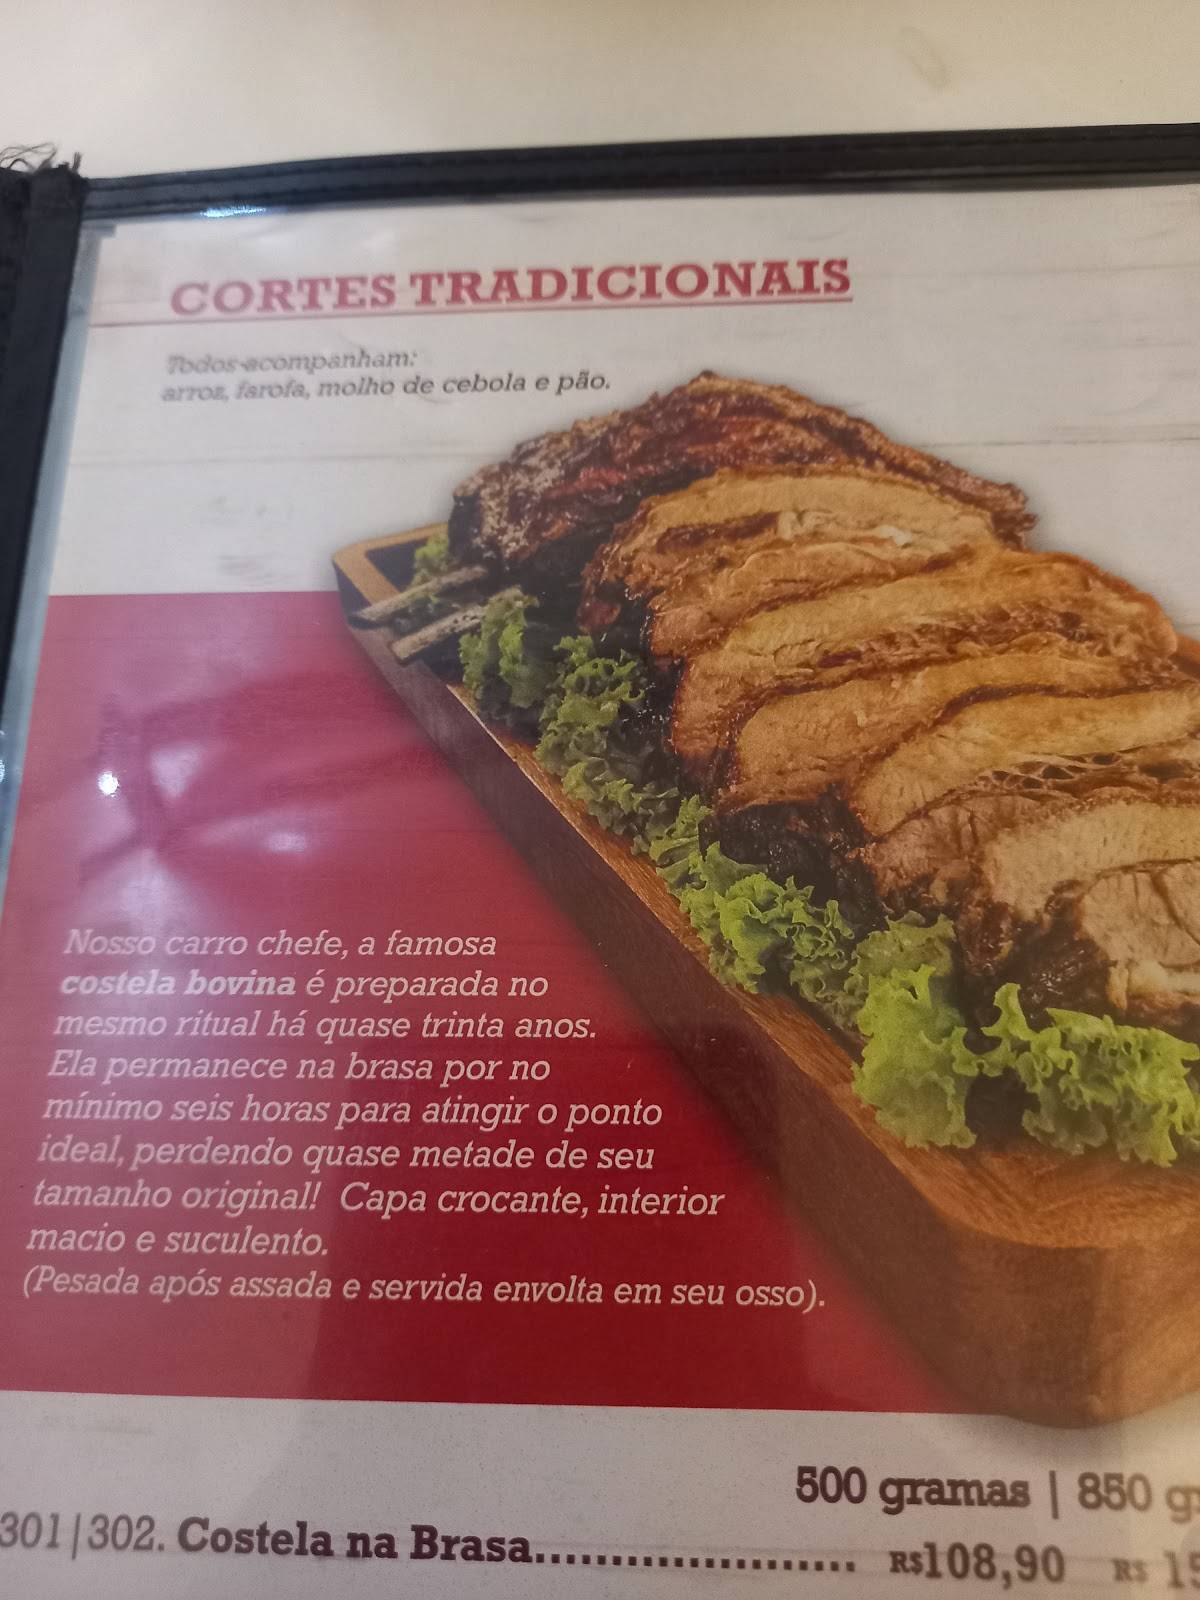 CORTES TRADICIONAIS
Todos acompanham:
arroz, farofa, molho de cebola e pão.
Nosso carro chefe, a famosa
costela bovina é preparada no
mesmo ritual há quase trinta anos.
Ela permanece na brasa por no
mínimo seis horas para atingir o ponto
ideal, perdendo quase metade de seu
tamanho original! Capa crocante, interior
macio e suculento.
(Pesada após assada e servida envolta em seu osso).
500 gramas | 850
301|302. Costela na Brasa..................... R$108,90 R$